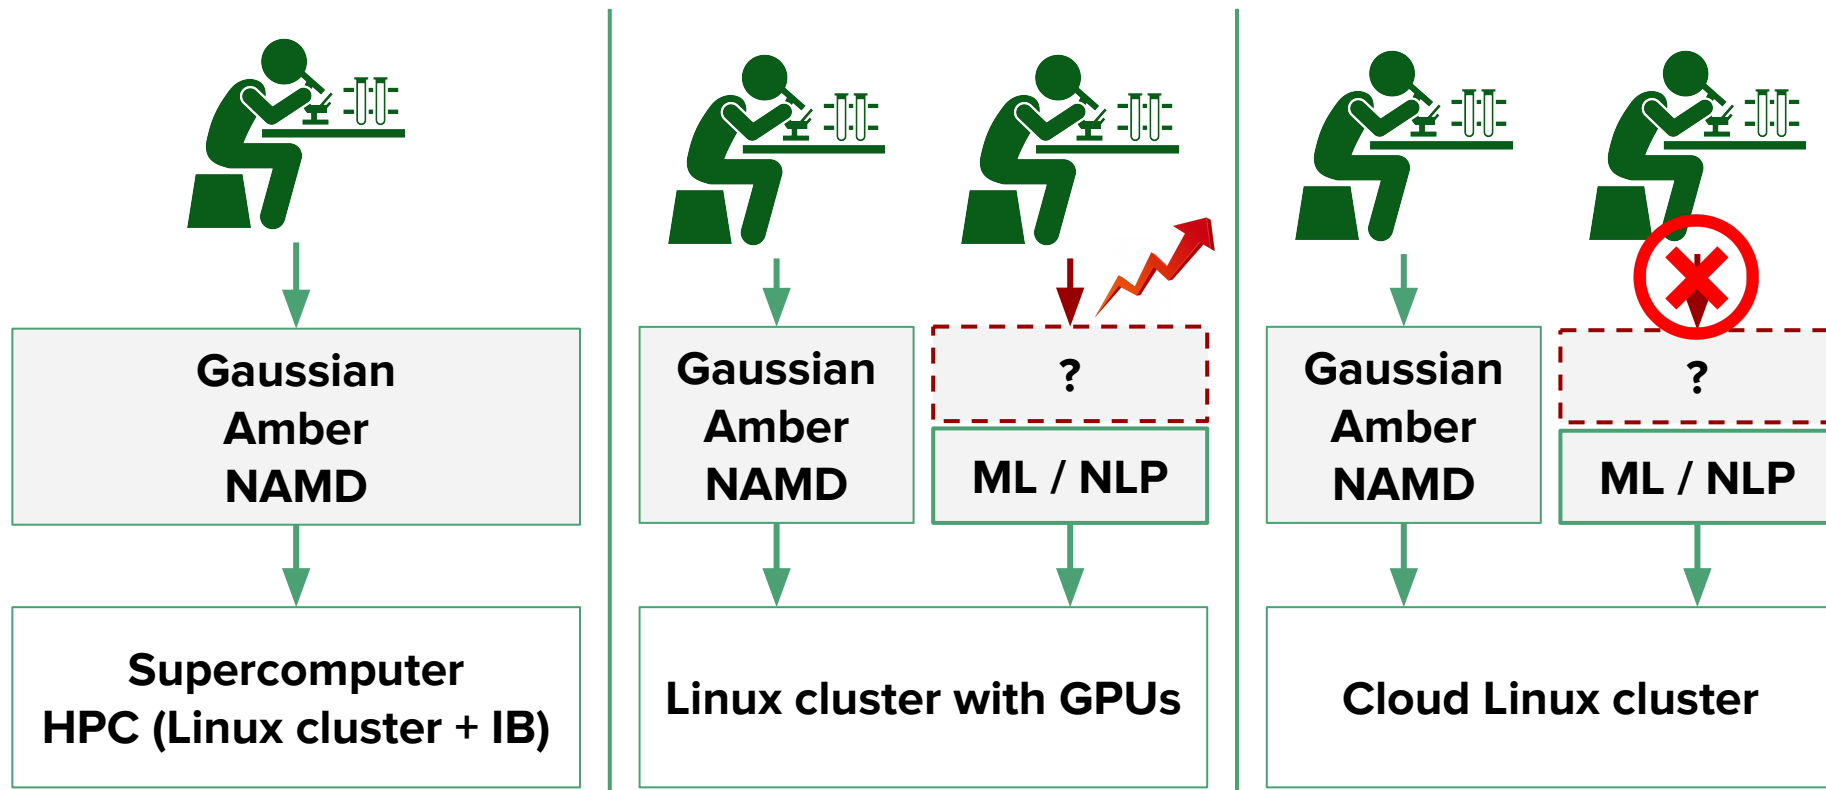 Gaussian
Amber
NAMD
Supercomputer
HPC (Linux cluster + IB)
Gaussian
Amber
NAMD
?
ML / NLP
Linux cluster with GPUs
Gaussian
Amber
NAMD
?
ML / NLP
Cloud Linux cluster